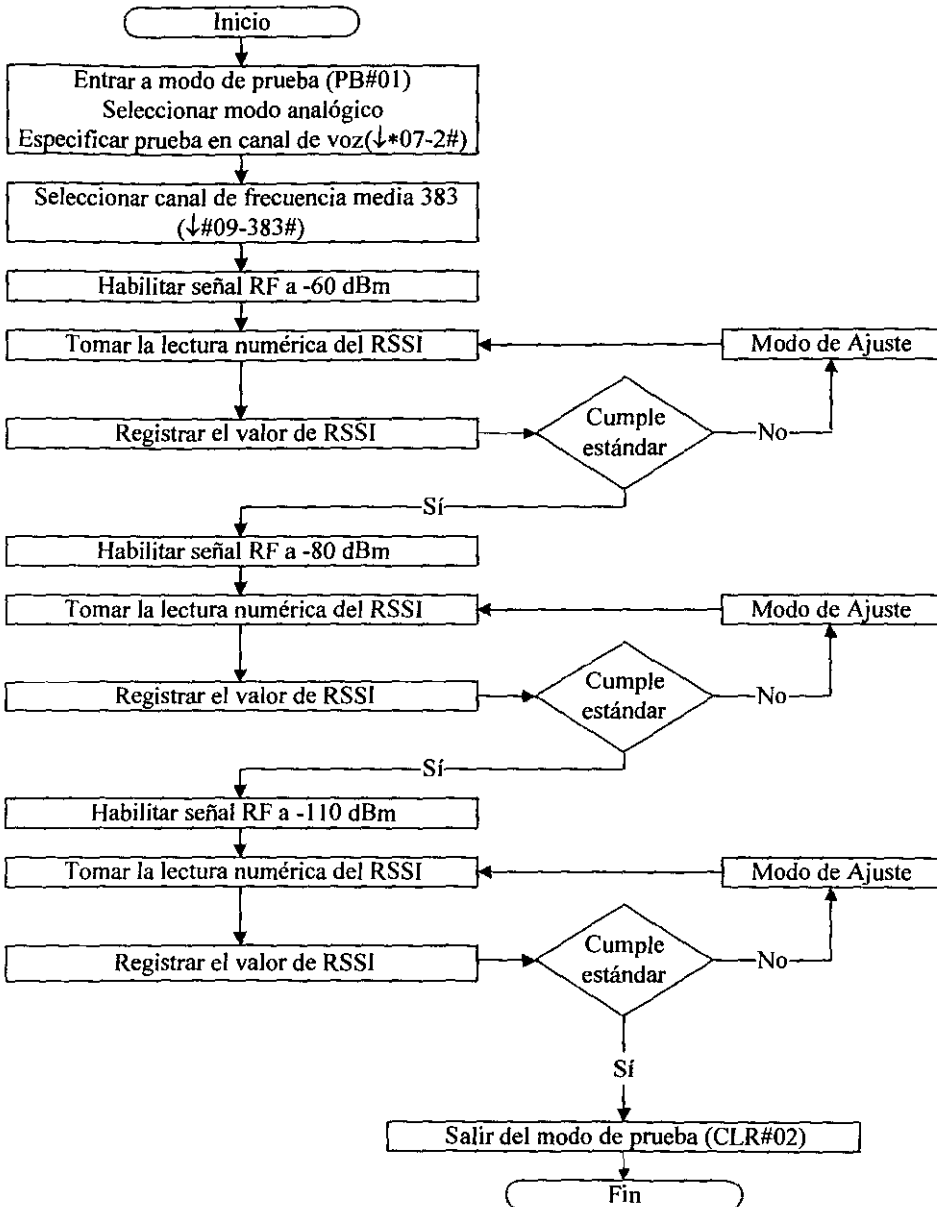 Inicio
Entrar a modo de prueba (PB#01)
Seleccionar modo analógico
Especificar prueba en canal de voz(↓*07-2#)
Seleccionar canal de frecuencia media 383
(↓#09-383#)
Habilitar señal RF a -60 dBm
Tomar la lectura numérica del RSSI
Modo de Ajuste
Registrar el valor de RSSI
Cumple
estándar
No
Sí
Habilitar señal RF a -80 dBm
Tomar la lectura numérica del RSSI
Modo de Ajuste
Registrar el valor de RSSI
Cumple
estándar
No
Sí
Habilitar señal RF a -110 dBm
Tomar la lectura numérica del RSSI
Modo de Ajuste
Registrar el valor de RSSI
Cumple
estándar
No
Sí
Salir del modo de prueba (CLR#02)
Fin